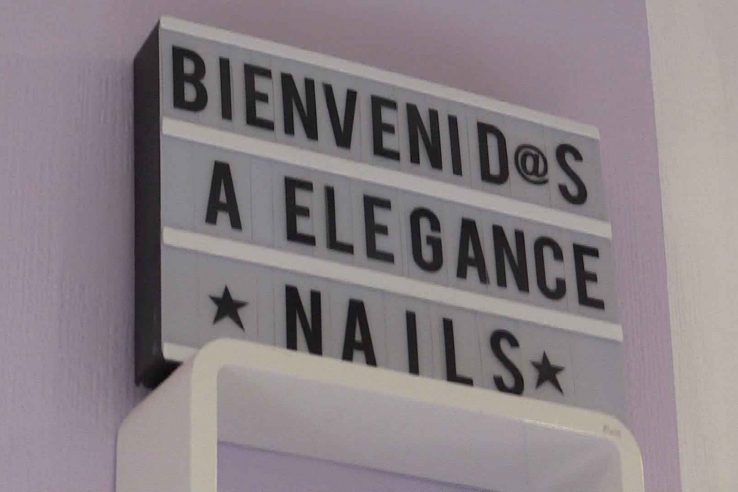 BIENVENID@S
A ELEGANCE
★ NAILS ★